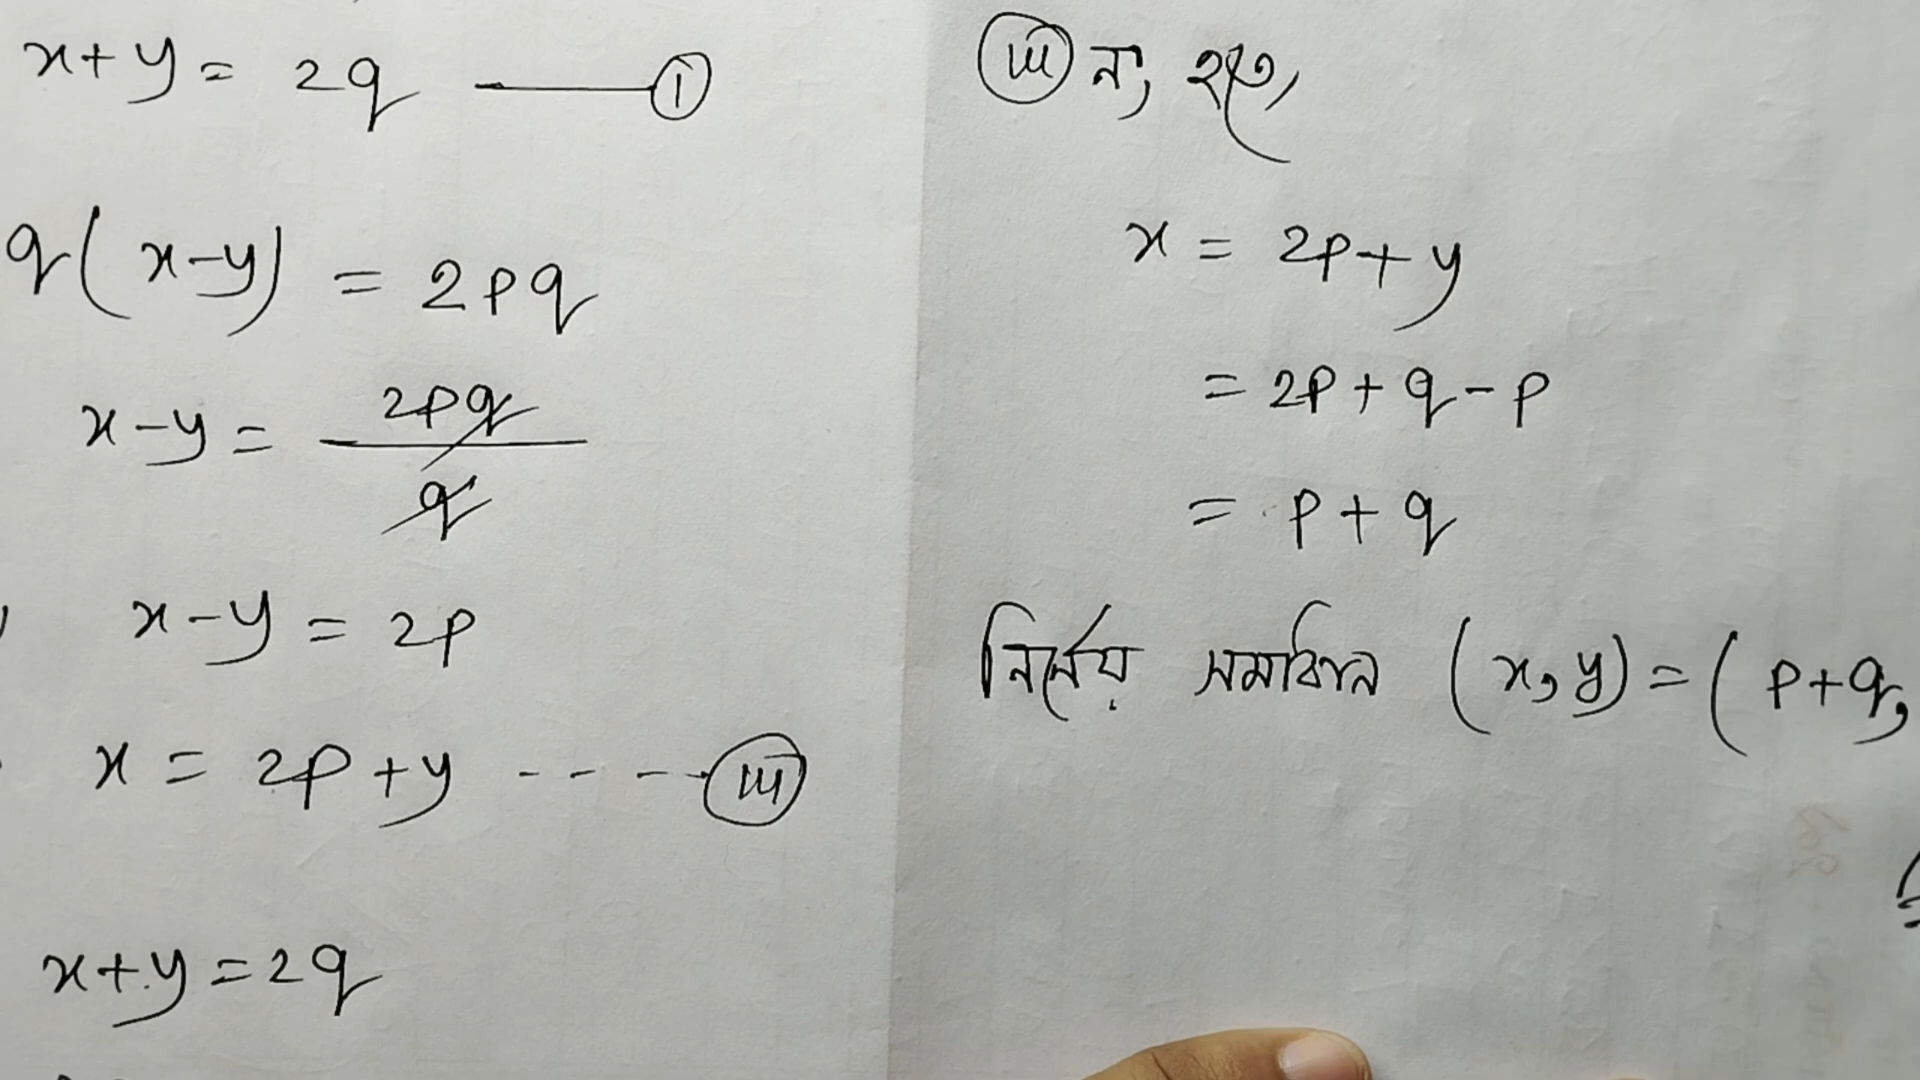 x+y = 2q ——— (i)
q(x-y) = 2pq
x-y = 2pq/q
x-y = 2p
x = 2p+y ---- (iii)
x+y=2q
(iii) নং হতে,
x = 2p+y
= 2p+q-p
= p+q
নির্নেয় সমাধান (x,y)=(p+q,